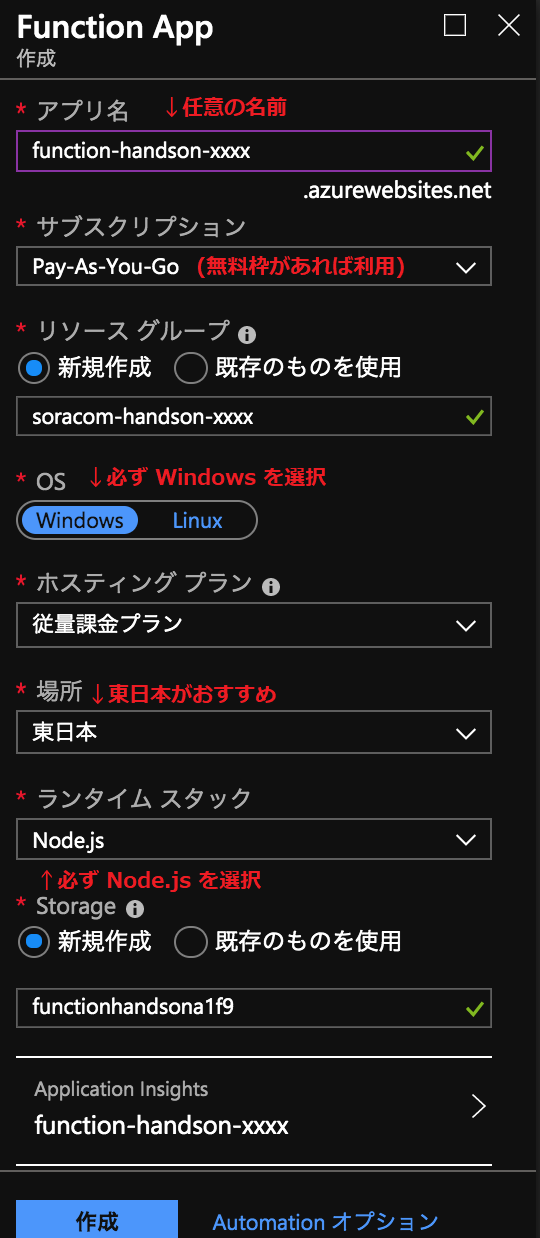 Function App
作成
* アプリ名 ↓任意の名前
function-handson-xxxx
.azurewebsites.net
* サブスクリプション
Pay-As-You-Go (無料枠があれば利用)
* リソース グループ
新規作成 既存のものを使用
soracom-handson-xxxx
* OS ↓必ず Windows を選択
Windows Linux
* ホスティング プラン
従量課金プラン
* 場所 ↓東日本がおすすめ
東日本
* ランタイム スタック
Node.js
↑必ず Node.js を選択
* Storage
新規作成 既存のものを使用
functionhandsona1f9
Application Insights
function-handson-xxxx
作成 Automation オプション